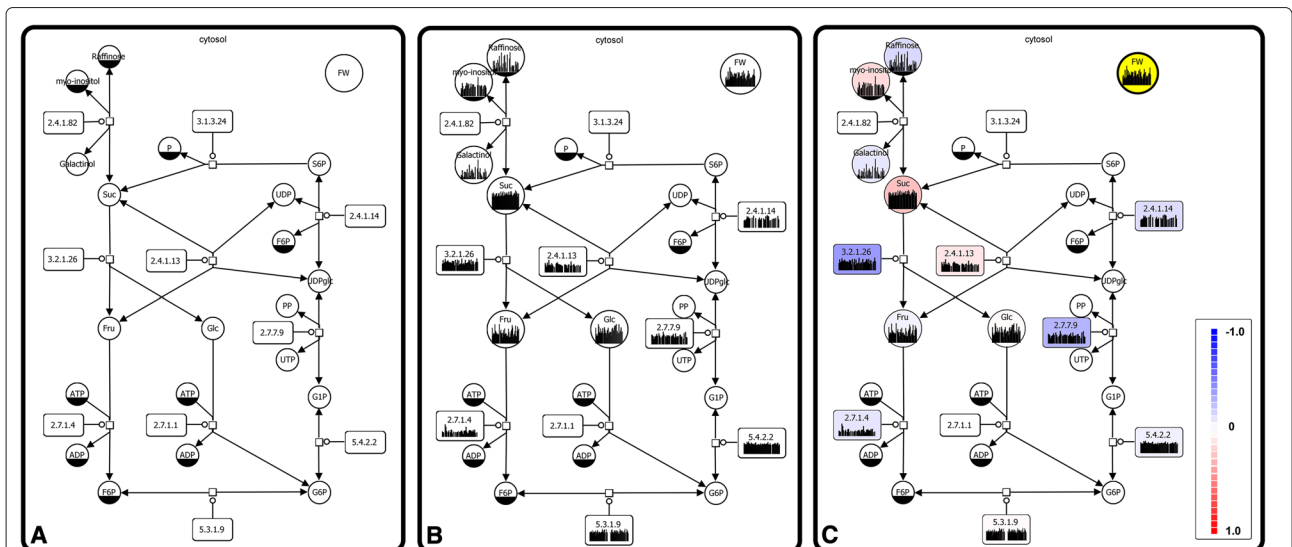 cytosol
Raffinose
FW
myo-inositol
2.4.1.82
3.1.3.24
P
Galactinol
S6P
Suc
UDP
2.4.1.14
F6P
3.2.1.26
2.4.1.13
UDPglc
PP
Fru
Glc
2.7.7.9
UTP
ATP
ATP
G1P
2.7.1.4
2.7.1.1
5.4.2.2
ADP
ADP
F6P
G6P
5.3.1.9
A
cytosol
Raffinose
FW
myo-inositol
2.4.1.82
3.1.3.24
P
Galactinol
S6P
Suc
UDP
2.4.1.14
F6P
3.2.1.26
2.4.1.13
UDPglc
PP
Fru
Glc
2.7.7.9
UTP
ATP
ATP
G1P
2.7.1.4
2.7.1.1
5.4.2.2
ADP
ADP
F6P
G6P
5.3.1.9
B
cytosol
Raffinose
FW
myo-inositol
2.4.1.82
3.1.3.24
P
Galactinol
S6P
Suc
UDP
2.4.1.14
F6P
3.2.1.26
2.4.1.13
UDPglc
PP
Fru
Glc
2.7.7.9
UTP
ATP
ATP
G1P
2.7.1.4
2.7.1.1
5.4.2.2
ADP
ADP
F6P
G6P
5.3.1.9
-1.0
0
1.0
C